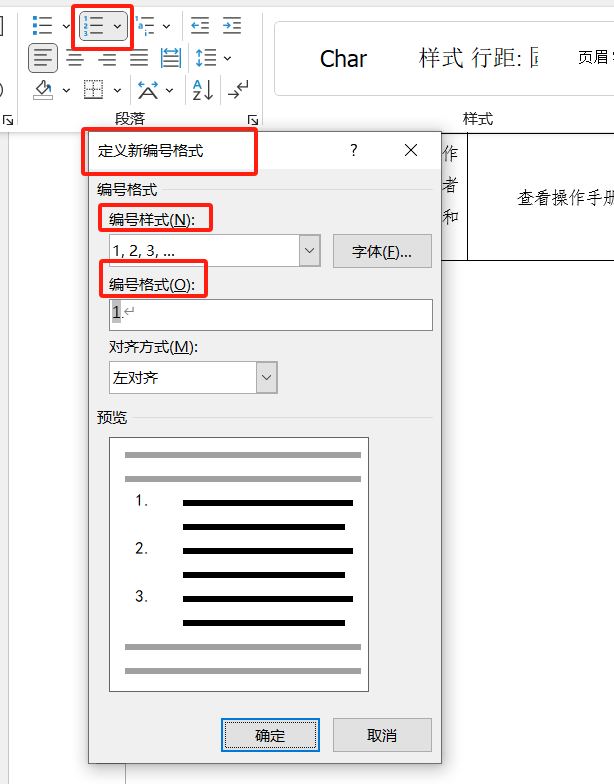 Char
样式 行距:
页眉
段落
样式
定义新编号格式
作
者
和
查看操作手册
编号格式
编号样式(N):
1, 2, 3, ...
字体(F)...
编号格式(O):
1.↵
对齐方式(M):
左对齐
预览
1.
2.
3.
确定
取消